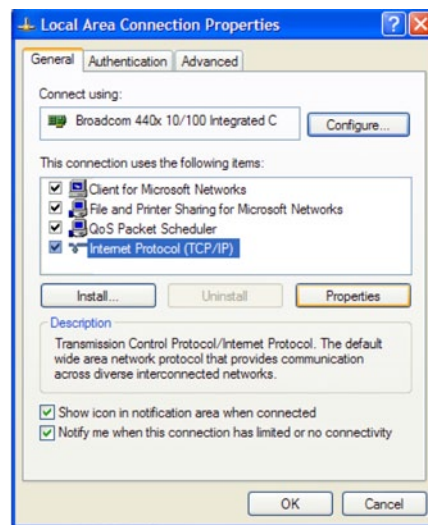 Local Area Connection Properties
General Authentication Advanced
Connect using:
Broadcom 440x 10/100 Integrated C
Configure...
This connection uses the following items:
Client for Microsoft Networks
File and Printer Sharing for Microsoft Networks
QoS Packet Scheduler
Internet Protocol (TCP/IP)
Install... Uninstall Properties
Description
Transmission Control Protocol/Internet Protocol. The default
wide area network protocol that provides communication
across diverse interconnected networks.
Show icon in notification area when connected
Notify me when this connection has limited or no connectivity
OK Cancel